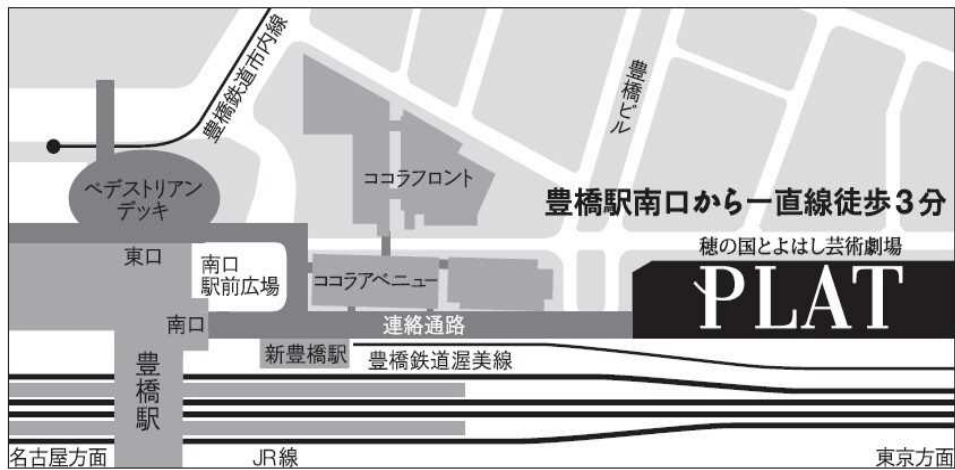 豊橋鉄道市内線
豊橋ビル
ペデストリアン
デッキ
ココラフロント
豊橋駅南口から一直線徒歩3分
穂の国とよはし芸術劇場
PLAT
東口
南口
駅前広場
ココラアベニュー
南口
連絡通路
新豊橋駅
豊橋鉄道渥美線
豊橋駅
名古屋方面
JR線
東京方面